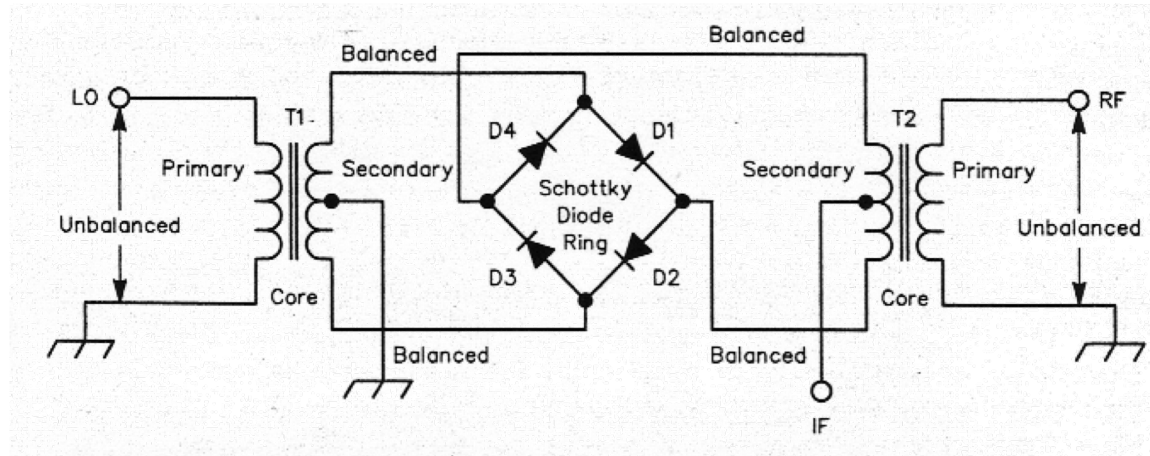 Balanced
Balanced
LO
T1
D4
D1
T2
RF
Primary
Secondary
Secondary
Primary
Schottky
Diode
Ring
Unbalanced
Unbalanced
D3
D2
Core
Core
Balanced
Balanced
IF